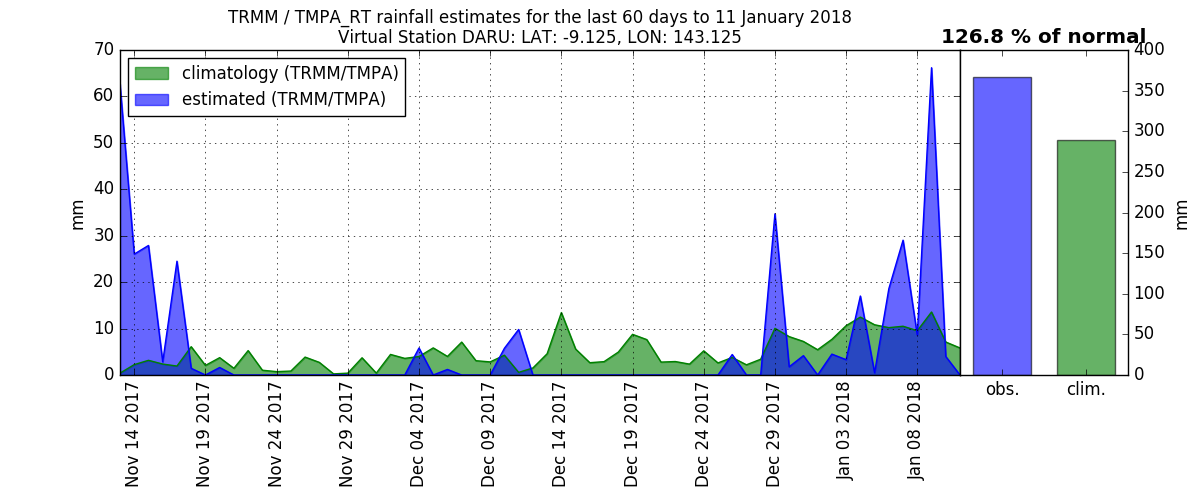 TRMM / TMPA_RT rainfall estimates for the last 60 days to 11 January 2018
Virtual Station DARU: LAT: -9.125, LON: 143.125
126.8 % of normal
climatology (TRMM/TMPA)
estimated (TRMM/TMPA)
mm
70
60
50
40
30
20
10
0
Nov 14 2017
Nov 19 2017
Nov 24 2017
Nov 29 2017
Dec 04 2017
Dec 09 2017
Dec 14 2017
Dec 19 2017
Dec 24 2017
Dec 29 2017
Jan 03 2018
Jan 08 2018
obs.
clim.
400
350
300
250
200
150
100
50
0
mm